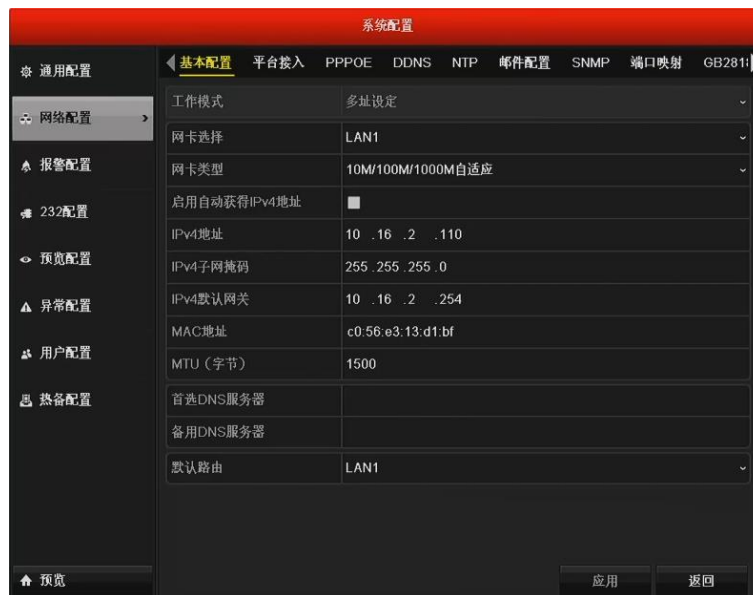 系统配置
通用配置
网络配置
报警配置
232配置
预览配置
异常配置
用户配置
热备配置
预览
基本配置 平台接入 PPPOE DDNS NTP 邮件配置 SNMP 端口映射 GB2818
工作模式 多址设定
网卡选择 LAN1
网卡类型 10M/100M/1000M自适应
启用自动获得IPv4地址
IPv4地址 10 .16 .2 .110
IPv4子网掩码 255.255.255.0
IPv4默认网关 10 .16 .2 .254
MAC地址 c0:56:e3:13:d1:bf
MTU（字节） 1500
首选DNS服务器
备用DNS服务器
默认路由 LAN1
应用 返回